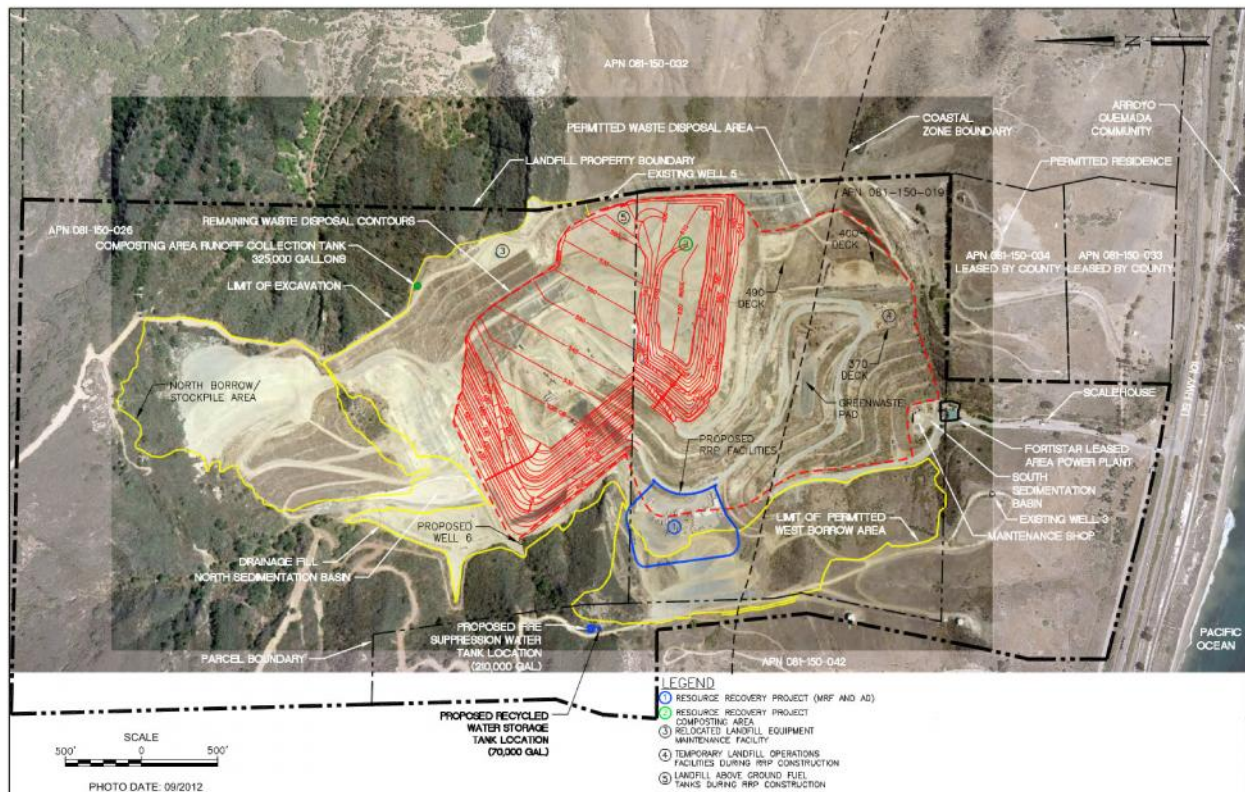 APN 081-150-032
N
PERMITTED WASTE DISPOSAL AREA
COASTAL
ZONE BOUNDARY
ARROYO
QUEMADA
COMMUNITY
LANDFILL PROPERTY BOUNDARY
PERMITTED RESIDENCE
EXISTING WELL 5
APN 081-150-019
REMAINING WASTE DISPOSAL CONTOURS
APN 081-150-026
COMPOSTING AREA RUNOFF COLLECTION TANK
325,000 GALLONS
LIMIT OF EXCAVATION
5
3
2
400
DECK
490
DECK
4
370
DECK
APN 081-150-034
LEASED BY COUNTY
APN 081-150-033
LEASED BY COUNTY
US HWY 101
NORTH BORROW/
STOCKPILE AREA
GREENWASTE
PAD
SCALEHOUSE
PROPOSED
RRP FACILITIES
FORTISTAR LEASED
AREA POWER PLANT
SOUTH
SEDIMENTATION
BASIN
EXISTING WELL 3
MAINTENANCE SHOP
1
LIMIT OF PERMITTED
WEST BORROW AREA
PROPOSED
WELL 6
DRAINAGE FILL
NORTH SEDIMENTATION BASIN
PROPOSED FIRE
SUPPRESSION WATER
TANK LOCATION
(210,000 GAL)
PARCEL BOUNDARY
APN 081-150-042
PACIFIC
OCEAN
PROPOSED RECYCLED
WATER STORAGE
TANK LOCATION
(70,000 GAL)
LEGEND
1 RESOURCE RECOVERY PROJECT (MRF AND AD)
2 RESOURCE RECOVERY PROJECT
COMPOSTING AREA
3 RELOCATED LANDFILL EQUIPMENT
MAINTENANCE FACILITY
4 TEMPORARY LANDFILL OPERATIONS
FACILITIES DURING RRP CONSTRUCTION
5 LANDFILL ABOVE GROUND FUEL
TANKS DURING RRP CONSTRUCTION
SCALE
500' 0 500'
PHOTO DATE: 09/2012